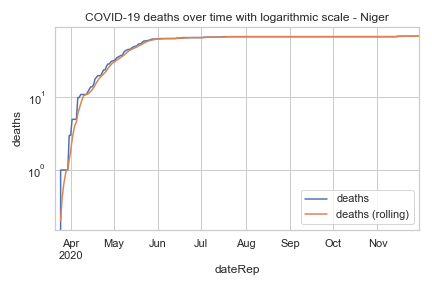 COVID-19 deaths over time with logarithmic scale - Niger
deaths
10¹
10⁰
deaths
deaths (rolling)
Apr May Jun Jul Aug Sep Oct Nov
2020
dateRep